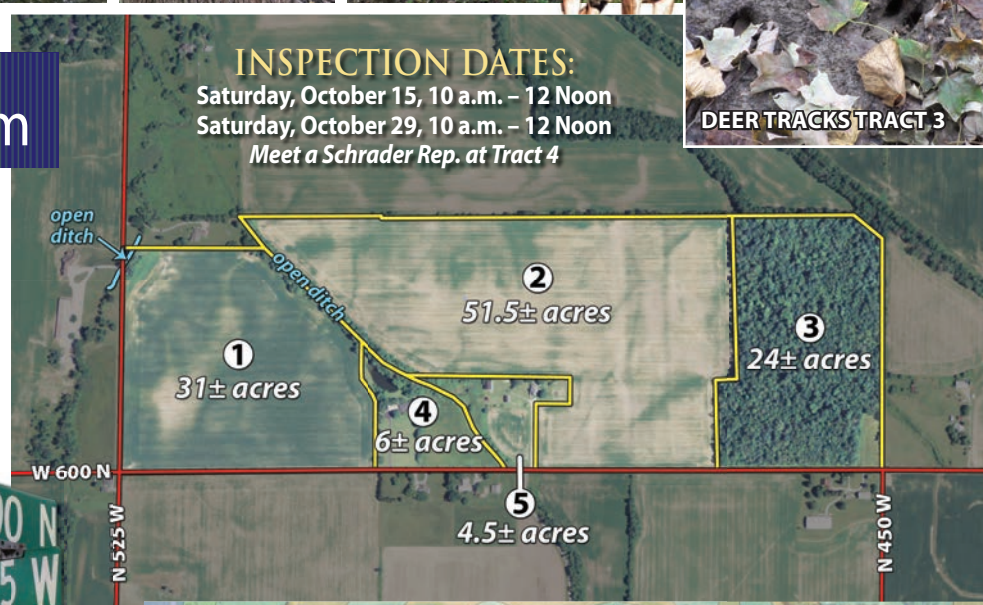 INSPECTION DATES:
Saturday, October 15, 10 a.m. – 12 Noon
Saturday, October 29, 10 a.m. – 12 Noon
Meet a Schrader Rep. at Tract 4
m
DEER TRACKS TRACT 3
open
ditch
open ditch
2
51.5± acres
1
31± acres
3
24± acres
4
6± acres
W 600 N
5
4.5± acres
N 525 W
N 450 W
00 N
5 W